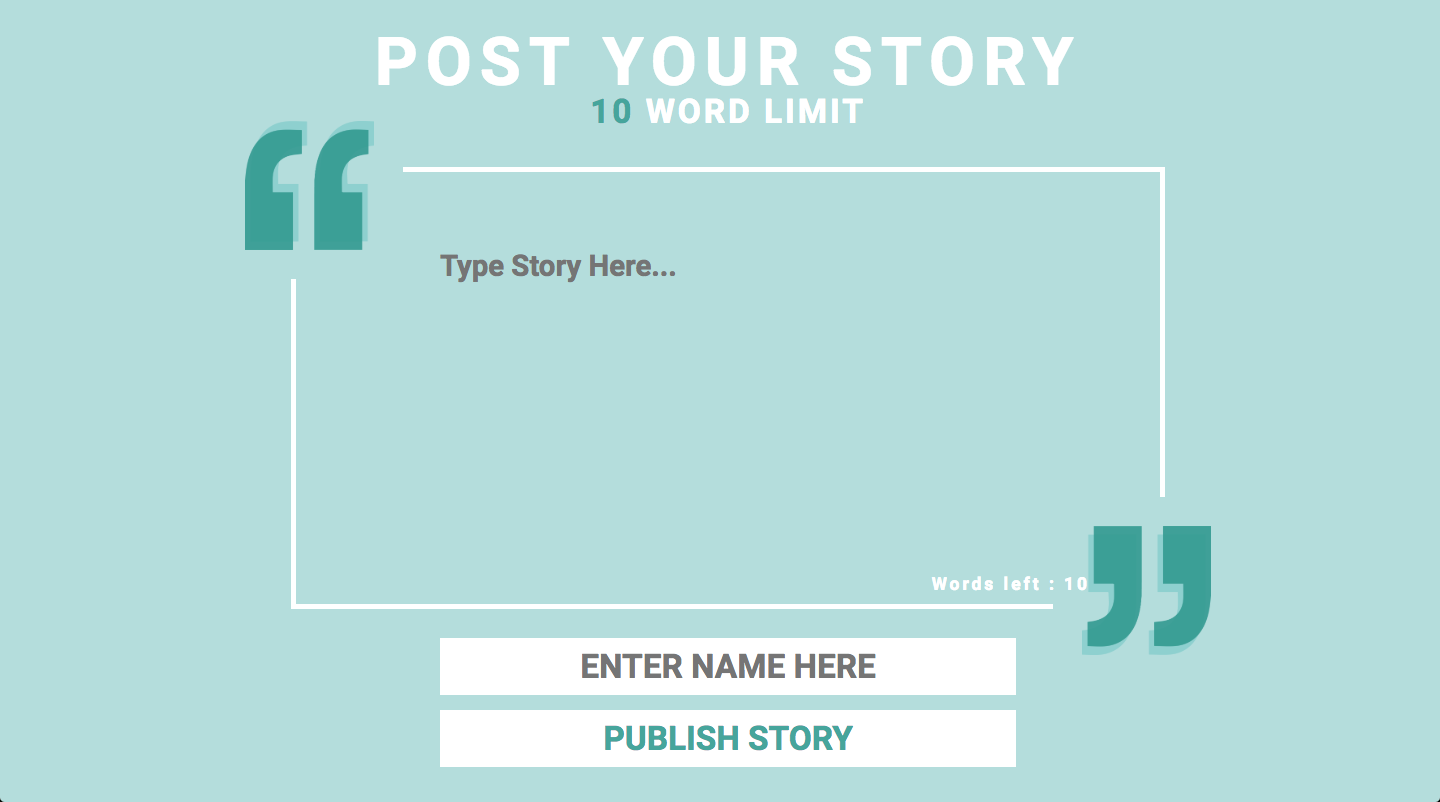 POST YOUR STORY
10 WORD LIMIT
“
Type Story Here...
Words left : 10
”
ENTER NAME HERE
PUBLISH STORY